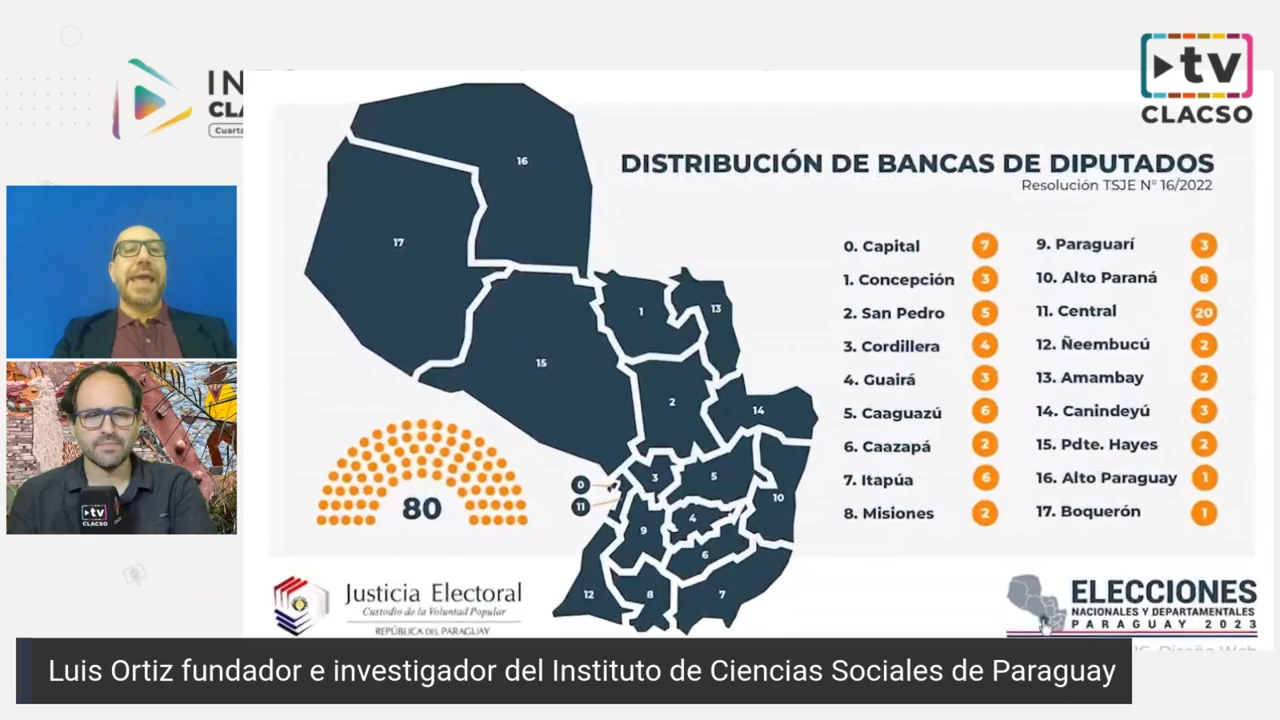 tv
CLACSO
DISTRIBUCIÓN DE BANCAS DE DIPUTADOS
Resolución TSJE N° 16/2022
0. Capital 7
1. Concepción 3
2. San Pedro 5
3. Cordillera 4
4. Guairá 3
5. Caaguazú 6
6. Caazapá 2
7. Itapúa 6
8. Misiones 2
9. Paraguarí 3
10. Alto Paraná 8
11. Central 20
12. Ñeembucú 2
13. Amambay 2
14. Canindeyú 3
15. Pdte. Hayes 2
16. Alto Paraguay 1
17. Boquerón 1
16
17
1
13
15
2
14
0
3
5
11
10
4
9
6
12
8
7
80
tv
CLACSO
Justicia Electoral
Custodio de la Voluntad Popular
REPÚBLICA DEL PARAGUAY
ELECCIONES
NACIONALES Y DEPARTAMENTALES
PARAGUAY 2023
Luis Ortiz fundador e investigador del Instituto de Ciencias Sociales de Paraguay